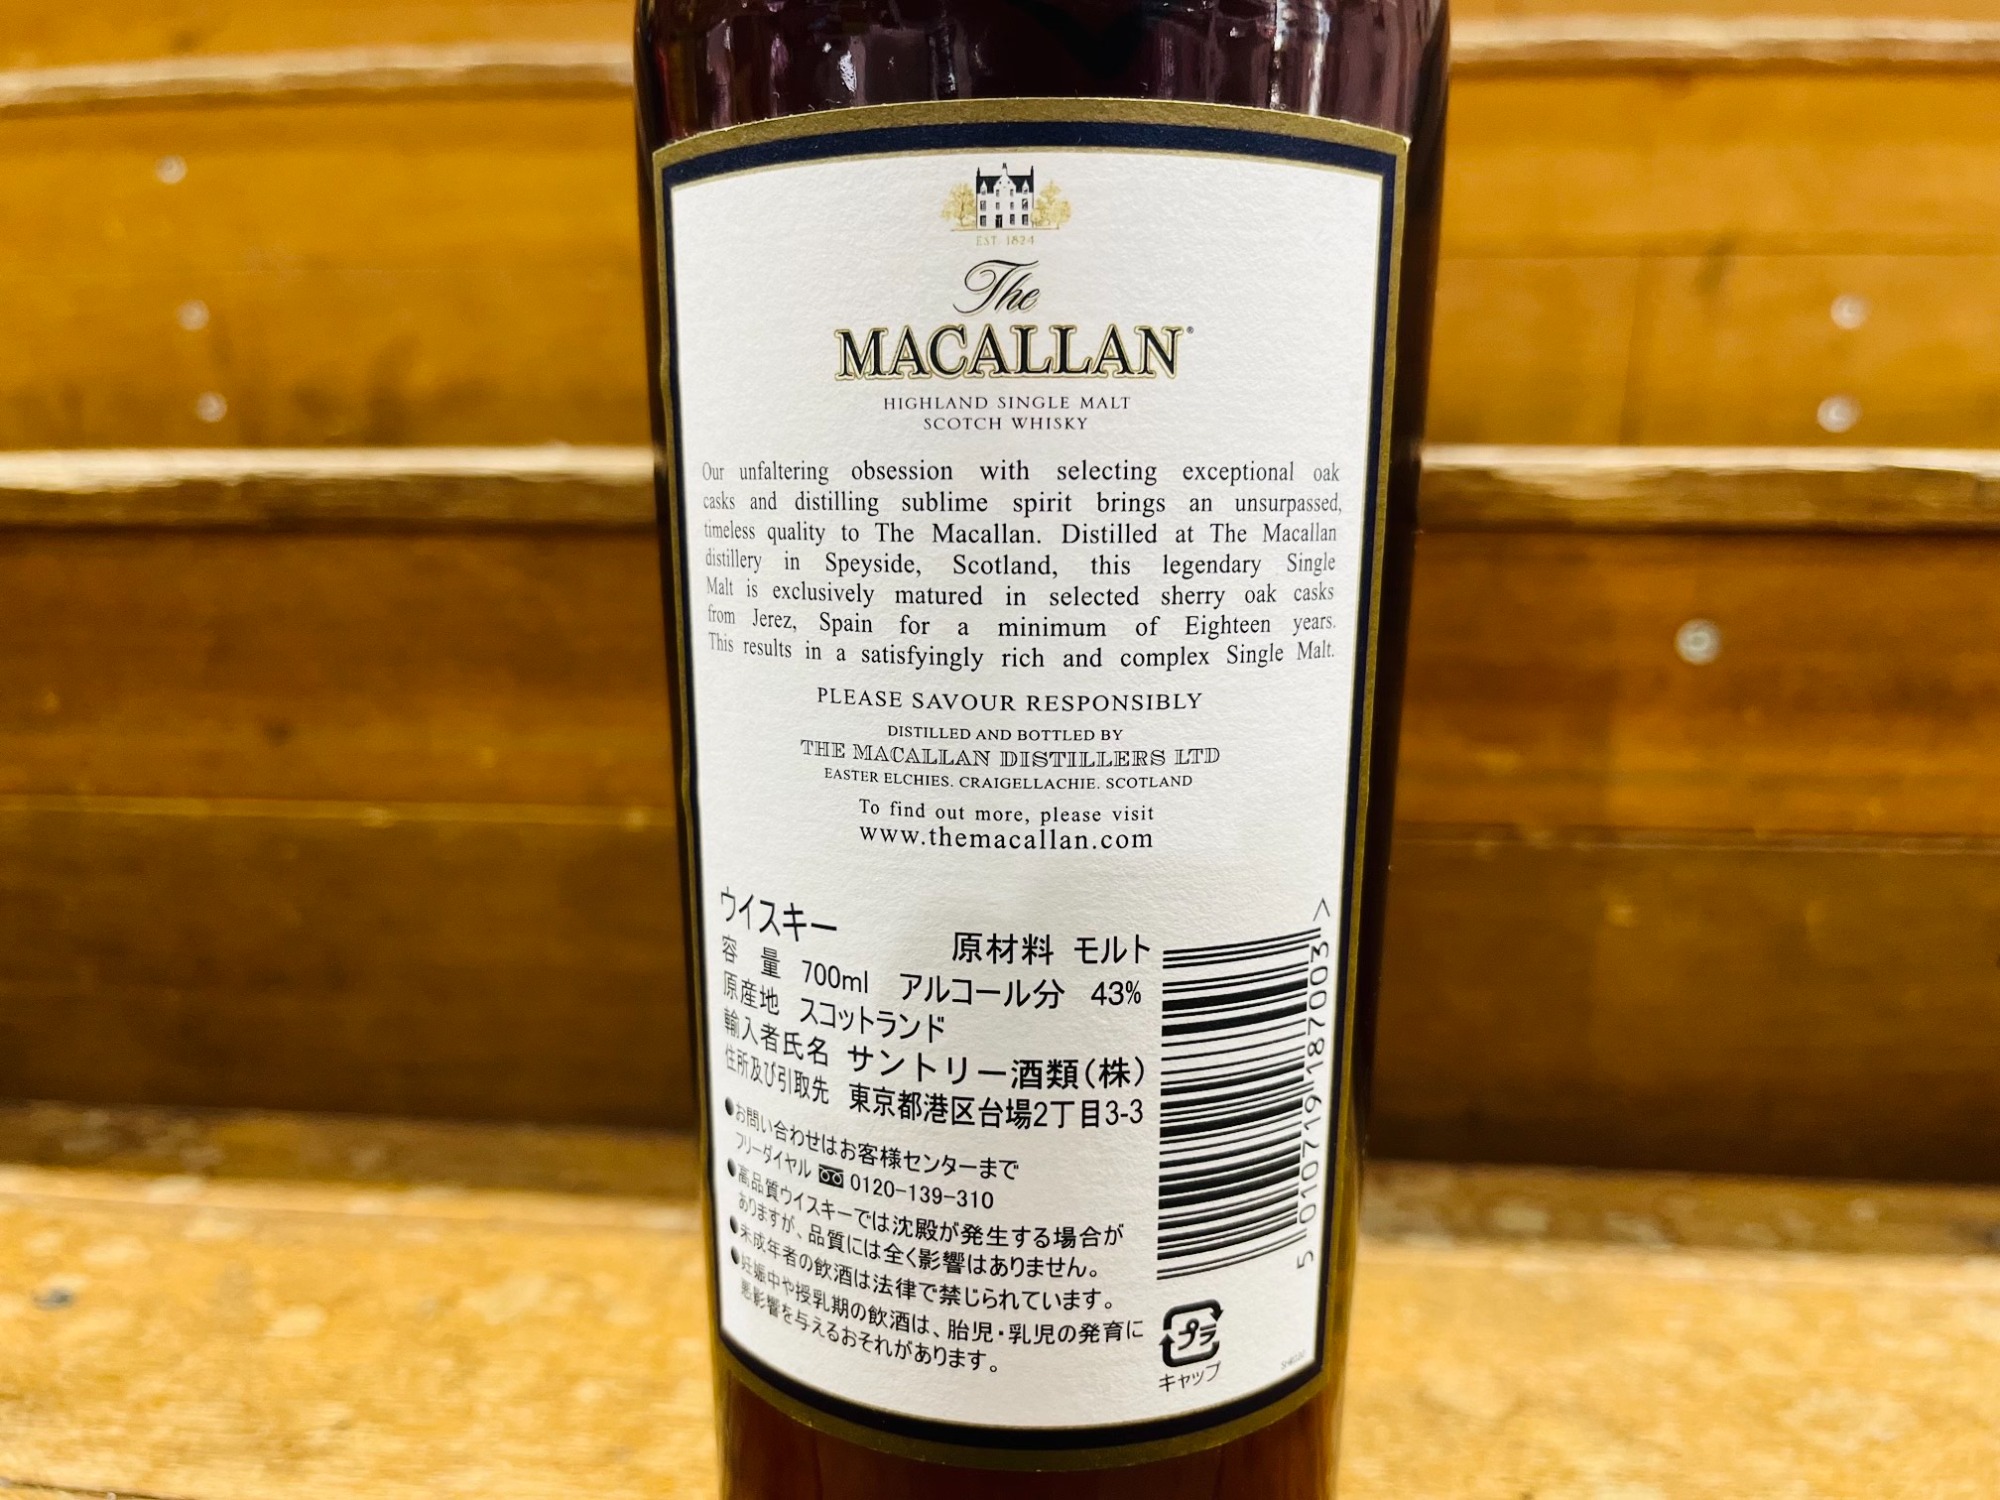 EST. 1824
The
MACALLAN
HIGHLAND SINGLE MALT
SCOTCH WHISKY
Our unfaltering obsession with selecting exceptional oak
casks and distilling sublime spirit brings an unsurpassed,
timeless quality to The Macallan. Distilled at The Macallan
distillery in Speyside, Scotland, this legendary Single
Malt is exclusively matured in selected sherry oak casks
from Jerez, Spain for a minimum of Eighteen years.
This results in a satisfyingly rich and complex Single Malt.
PLEASE SAVOUR RESPONSIBLY
DISTILLED AND BOTTLED BY
THE MACALLAN DISTILLERS LTD
EASTER ELCHIES. CRAIGELLACHIE. SCOTLAND
To find out more, please visit
www.themacallan.com
ウイスキー 原材料 モルト
容量 700ml アルコール分 43%
原産地 スコットランド
輸入者氏名 サントリー酒類(株)
住所及び引取先 東京都港区台場2丁目3-3
●お問い合わせはお客様センターまで
フリーダイヤル 0120-139-310
●高品質ウイスキーでは沈殿が発生する場合が
ありますが、品質には全く影響はありません。
●未成年者の飲酒は法律で禁じられています。
●妊娠中や授乳期の飲酒は、胎児・乳児の発育に
悪影響を与えるおそれがあります。
5 010719 187003 >
プラ
キャップ